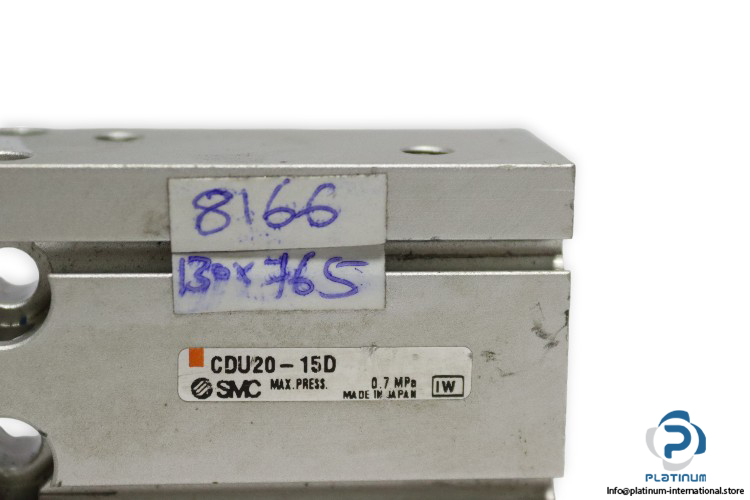 8166
130x765
CDU20-15D
SMC MAX.PRESS. 0.7 MPa IW
MADE IN JAPAN
PLATINUM
Info@platinum-international.store